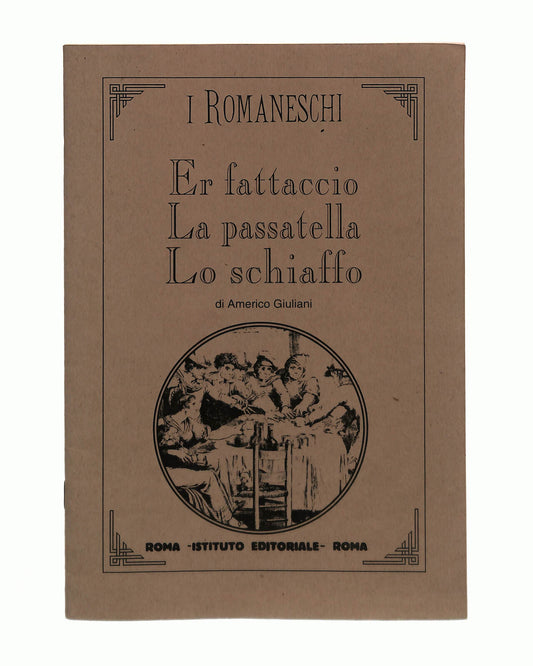 I ROMANESCHI
Er fattaccio
La passatella
Lo schiaffo
di Americo Giuliani
ROMA -ISTITUTO EDITORIALE- ROMA